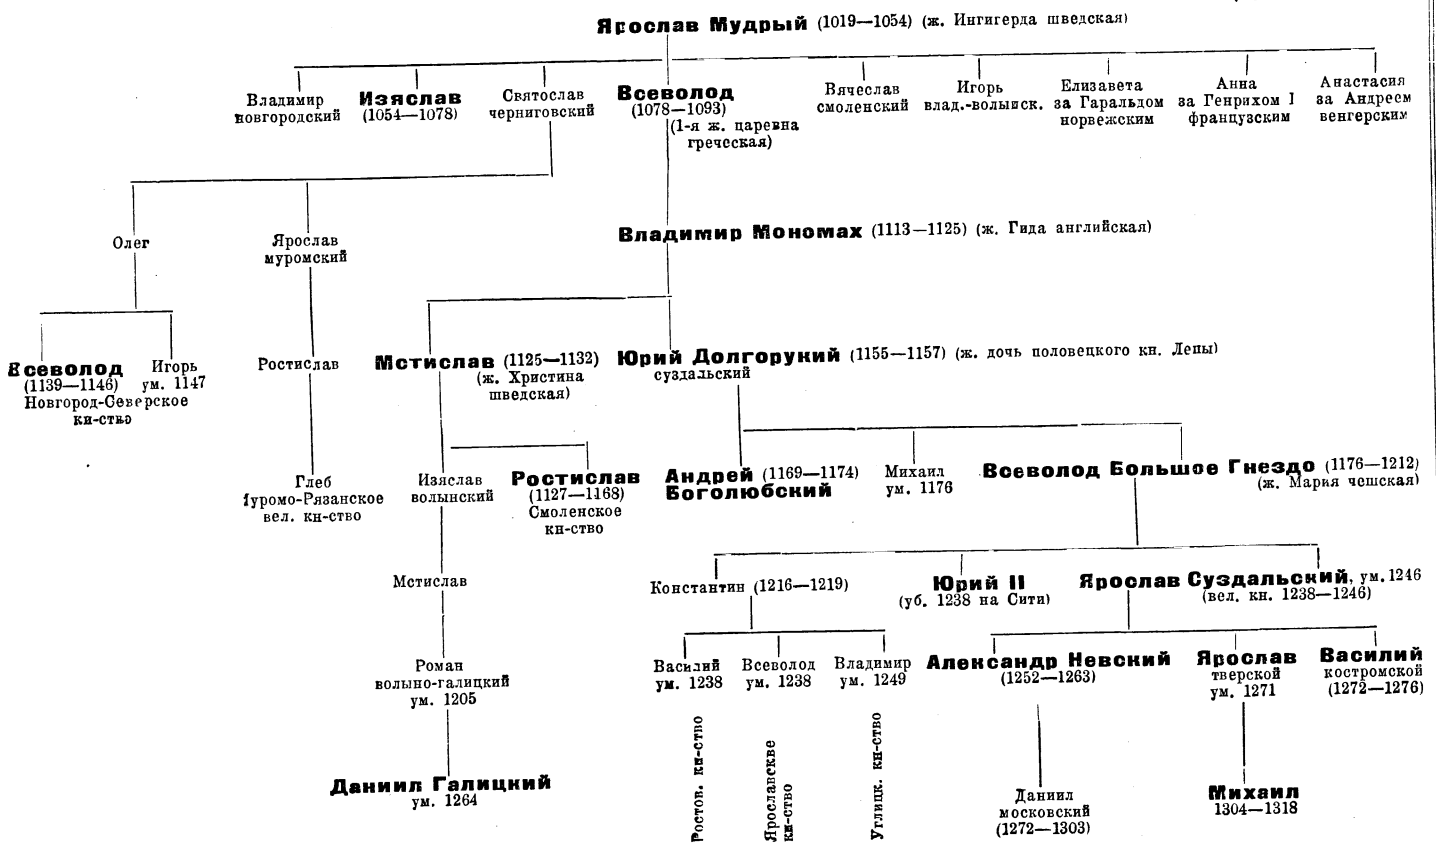 Ярослав Мудрый (1019—1054) (ж. Ингигерда шведская)
Владимир
новгородский
Изяслав
(1054—1078)
Святослав
черниговский
Всеволод
(1078—1093)
(1-я ж. царевна
греческая)
Вячеслав
смоленский
Игорь
влад.-волынск.
Елизавета
за Гаральдом
норвежским
Анна
за Генрихом I
французским
Анастасия
за Андреем
венгерским
Олег
Ярослав
муромский
Владимир Мономах (1113—1125) (ж. Гида английская)
Всеволод
(1139—1146)
Игорь
ум. 1147
Новгород-Северское
кн-ство
Ростислав
Мстислав (1125—1132)
(ж. Христина
шведская)
Юрий Долгорукий (1155—1157) (ж. дочь половецкого кн. Лепы)
суздальский
Глеб
Муромо-Рязанское
вел. кн-ство
Изяслав
волынский
Ростислав
(1127—1168)
Смоленское
кн-ство
Андрей (1169—1174)
Боголюбский
Михаил
ум. 1176
Всеволод Большое Гнездо (1176—1212)
(ж. Мария чешская)
Мстислав
Константин (1216—1219)
Юрий II
(уб. 1238 на Сити)
Ярослав Суздальский, ум. 1246
(вел. кн. 1238—1246)
Роман
волыно-галицкий
ум. 1205
Василий
ум. 1238
Всеволод
ум. 1238
Владимир
ум. 1249
Александр Невский
(1252—1263)
Ярослав
тверской
ум. 1271
Василий
костромской
(1272—1276)
Даниил Галицкий
ум. 1264
Ростов. кн-ство
Ярославскве
кн-ство
Углицк. кн-ство
Даниил
московский
(1272—1303)
Михаил
1304—1318